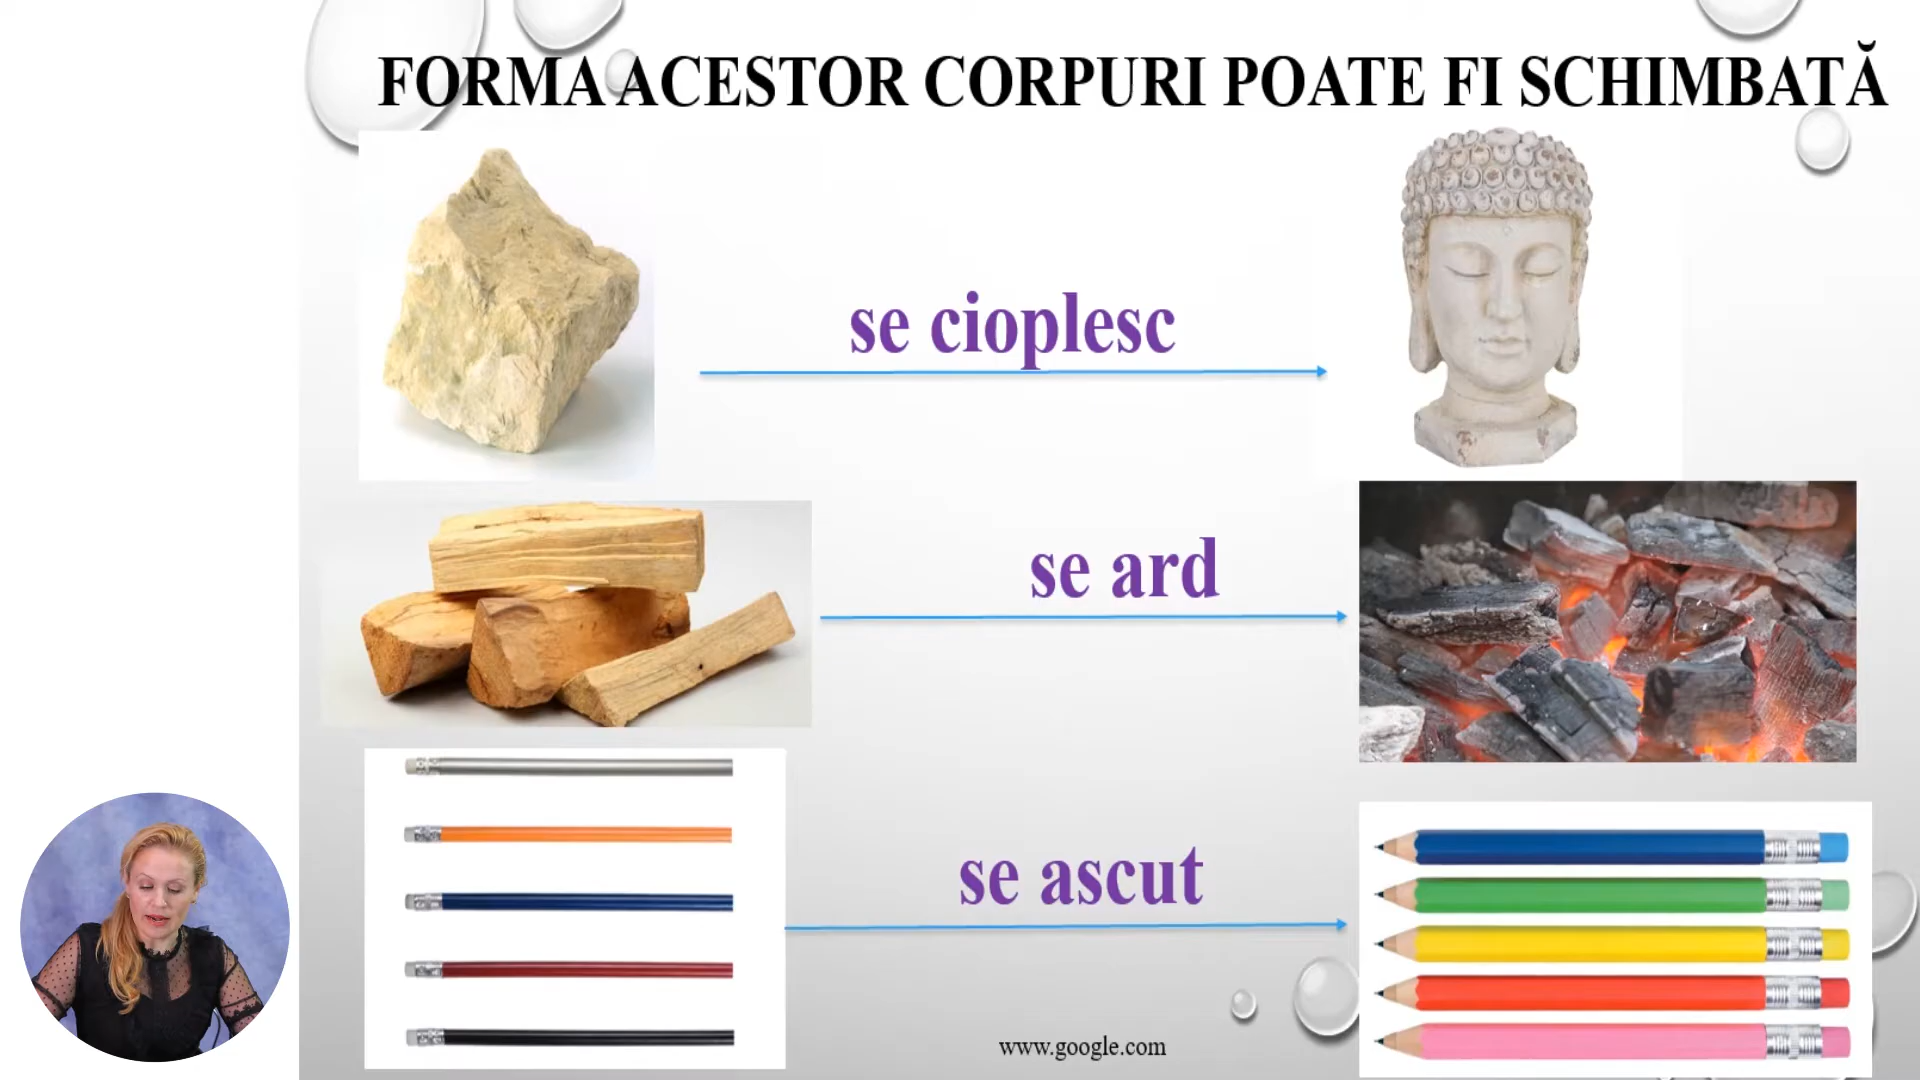 FORMA ACESTOR CORPURI POATE FI SCHIMBATĂ
se cioplesc
se ard
se ascut
www.google.com